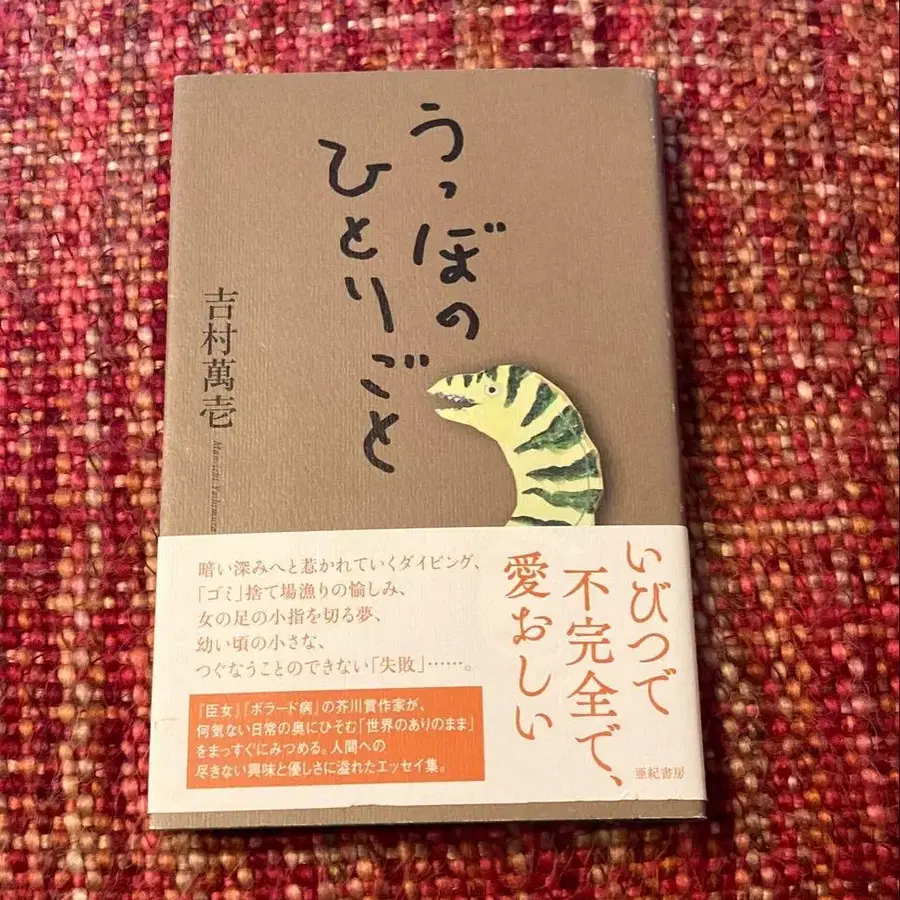 うつぼの
ひとりごと
吉村萬壱
Man-ichi Yoshimura
いびつで
不完全で、
愛おしい
暗い深みへと惹かれていくダイビング、
「ゴミ」捨て場漁りの愉しみ、
女の足の小指を切る夢、
幼い頃の小さな、
つぐなうことのできない「失敗」……。
『臣女』『ボラード病』の芥川賞作家が、
何気ない日常の奥にひそむ「世界のありのまま」
をまっすぐにみつめる。人間への
尽きない興味と優しさに溢れたエッセイ集。
亜紀書房